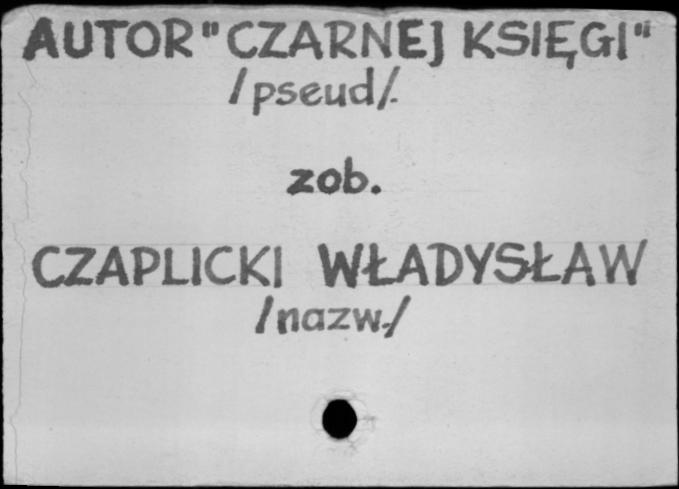 AUTOR "CZARNEJ KSIĘGI"
/pseud/.
zob.
CZAPLICKI WŁADYSŁAW
/nazw./